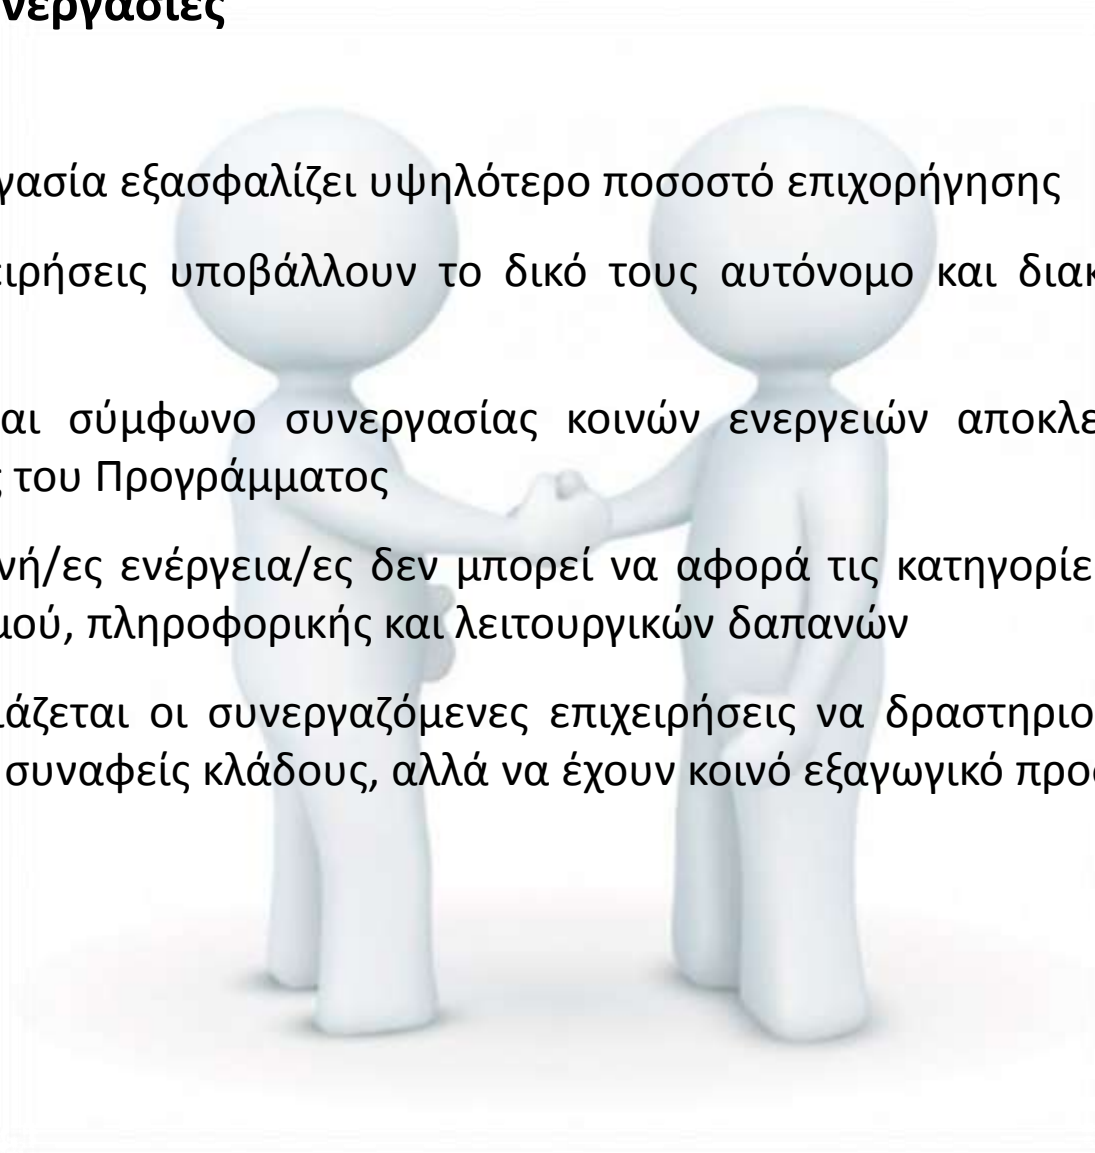 νεργασίες
γασία εξασφαλίζει υψηλότερο ποσοστό επιχορήγησης
ειρήσεις υποβάλλουν το δικό τους αυτόνομο και διακ
αι σύμφωνο συνεργασίας κοινών ενεργειών αποκλε
ς του Προγράμματος
νή/ες ενέργεια/ες δεν μπορεί να αφορά τις κατηγορίε
μού, πληροφορικής και λειτουργικών δαπανών
ιάζεται οι συνεργαζόμενες επιχειρήσεις να δραστηριο
συναφείς κλάδους, αλλά να έχουν κοινό εξαγωγικό προ